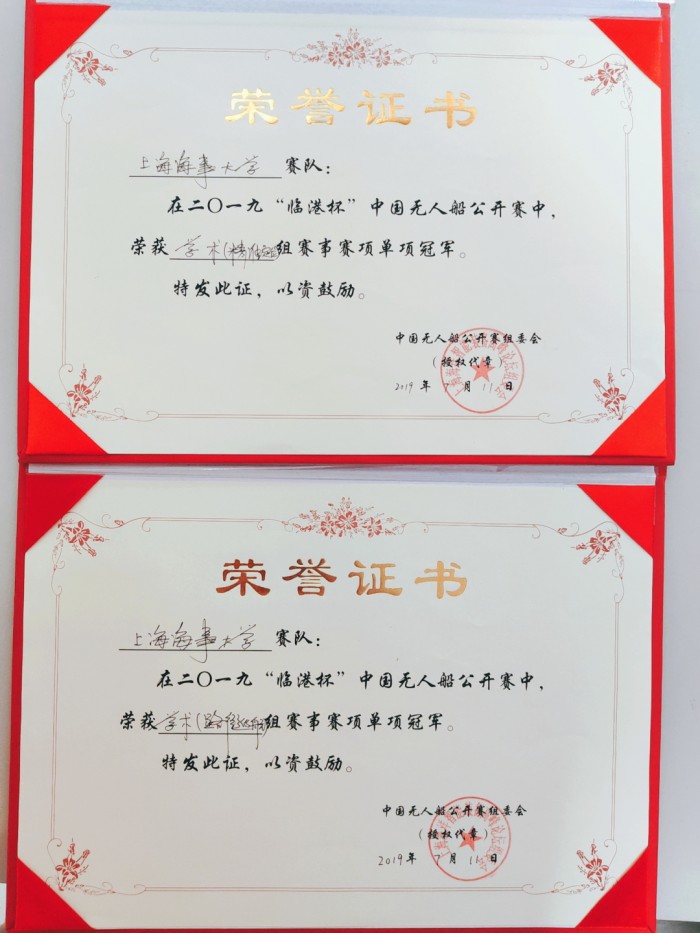 荣誉证书
上海海事大学 赛队：
在二〇一九“临港杯”中国无人船公开赛中，
荣获 学术( 组赛事赛项单项冠军。
特发此证，以资鼓励。
中国无人船公开赛组委会
（授权代章）
2019 年 7 月 11 日
荣誉证书
上海海事大学 赛队：
在二〇一九“临港杯”中国无人船公开赛中，
荣获 学术(路径 组赛事赛项单项冠军。
特发此证，以资鼓励。
中国无人船公开赛组委会
（授权代章）
2019 年 7 月 11 日